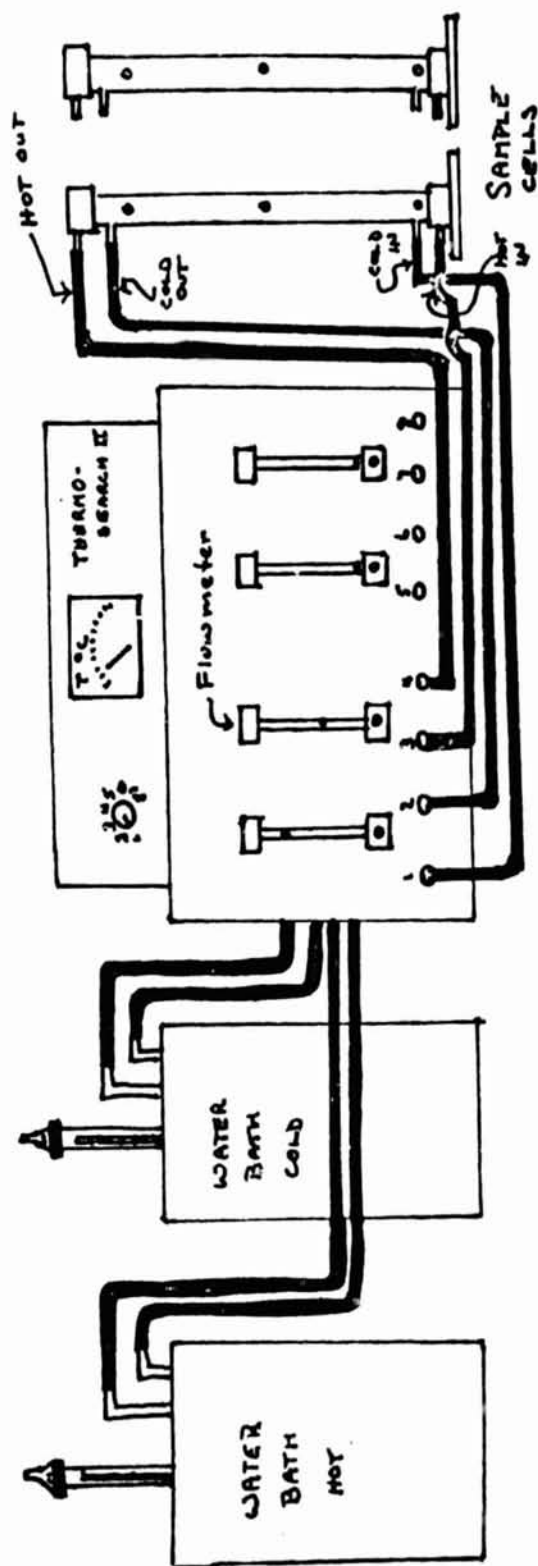 WATER
BATH
HOT
WATER
BATH
COLD
T °C
THERMO-
SEARCH II
Flowmeter
1 2 3 4 5 6 7 8
HOT OUT
COLD
OUT
COLD
IN
HOT
IN
SAMPLE
CELLS